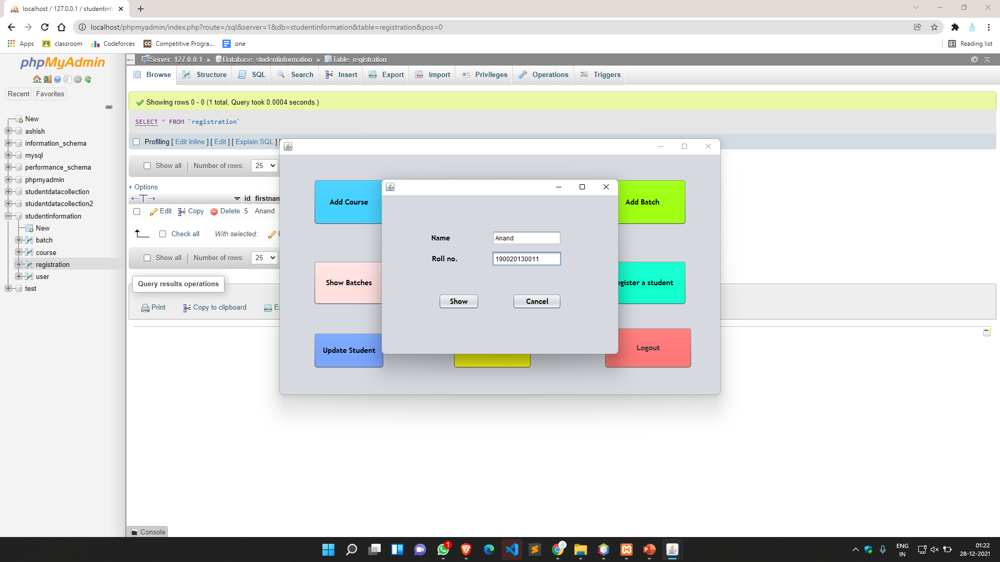 localhost / 127.0.0.1 / studentinfo
localhost/phpmyadmin/index.php?route=/sql&server=1&db=studentinformation&table=registration&pos=0
Apps classroom Codeforces Competitive Progra... one Reading list
phpMyAdmin
Recent Favorites
New
ashish
information_schema
mysql
performance_schema
phpmyadmin
studentdatacollection
studentdatacollection2
studentinformation
New
batch
course
registration
user
test
Server: 127.0.0.1 » Database: studentinformation » Table: registration
Browse Structure SQL Search Insert Export Import Privileges Operations Triggers
Showing rows 0 - 0 (1 total, Query took 0.0004 seconds.)
SELECT * FROM `registration`
Profiling [ Edit inline ] [ Edit ] [ Explain SQL ]
Show all Number of rows: 25
+ Options
id firstnam
Edit Copy Delete 5 Anand
Check all With selected:
Show all Number of rows: 25
Query results operations
Print Copy to clipboard Ex
Console
Add Course
Add Batch
Show Batches
egister a student
Update Student
Logout
Name Anand
Roll no. 190020130011
Show Cancel
1
ENG
IN
01:22
28-12-2021